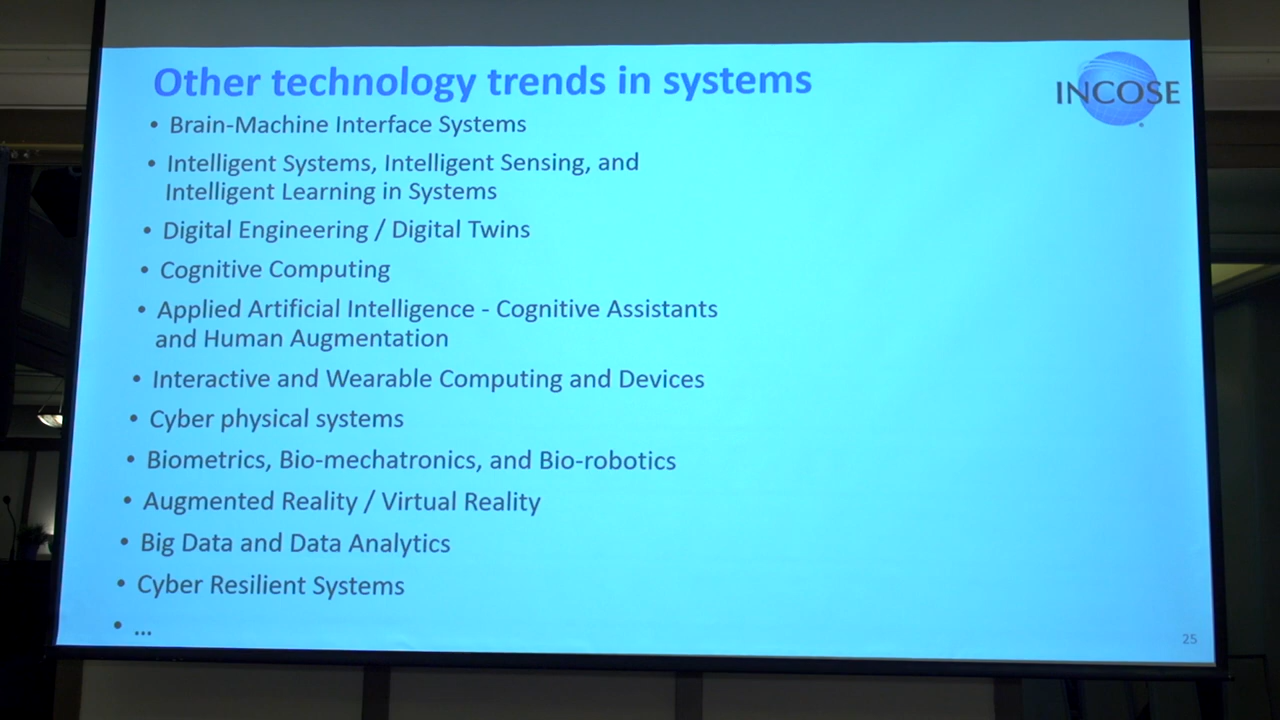 Other technology trends in systems
INCOSE
• Brain-Machine Interface Systems
• Intelligent Systems, Intelligent Sensing, and
Intelligent Learning in Systems
• Digital Engineering / Digital Twins
• Cognitive Computing
• Applied Artificial Intelligence - Cognitive Assistants
and Human Augmentation
• Interactive and Wearable Computing and Devices
• Cyber physical systems
• Biometrics, Bio-mechatronics, and Bio-robotics
• Augmented Reality / Virtual Reality
• Big Data and Data Analytics
• Cyber Resilient Systems
• ...
25